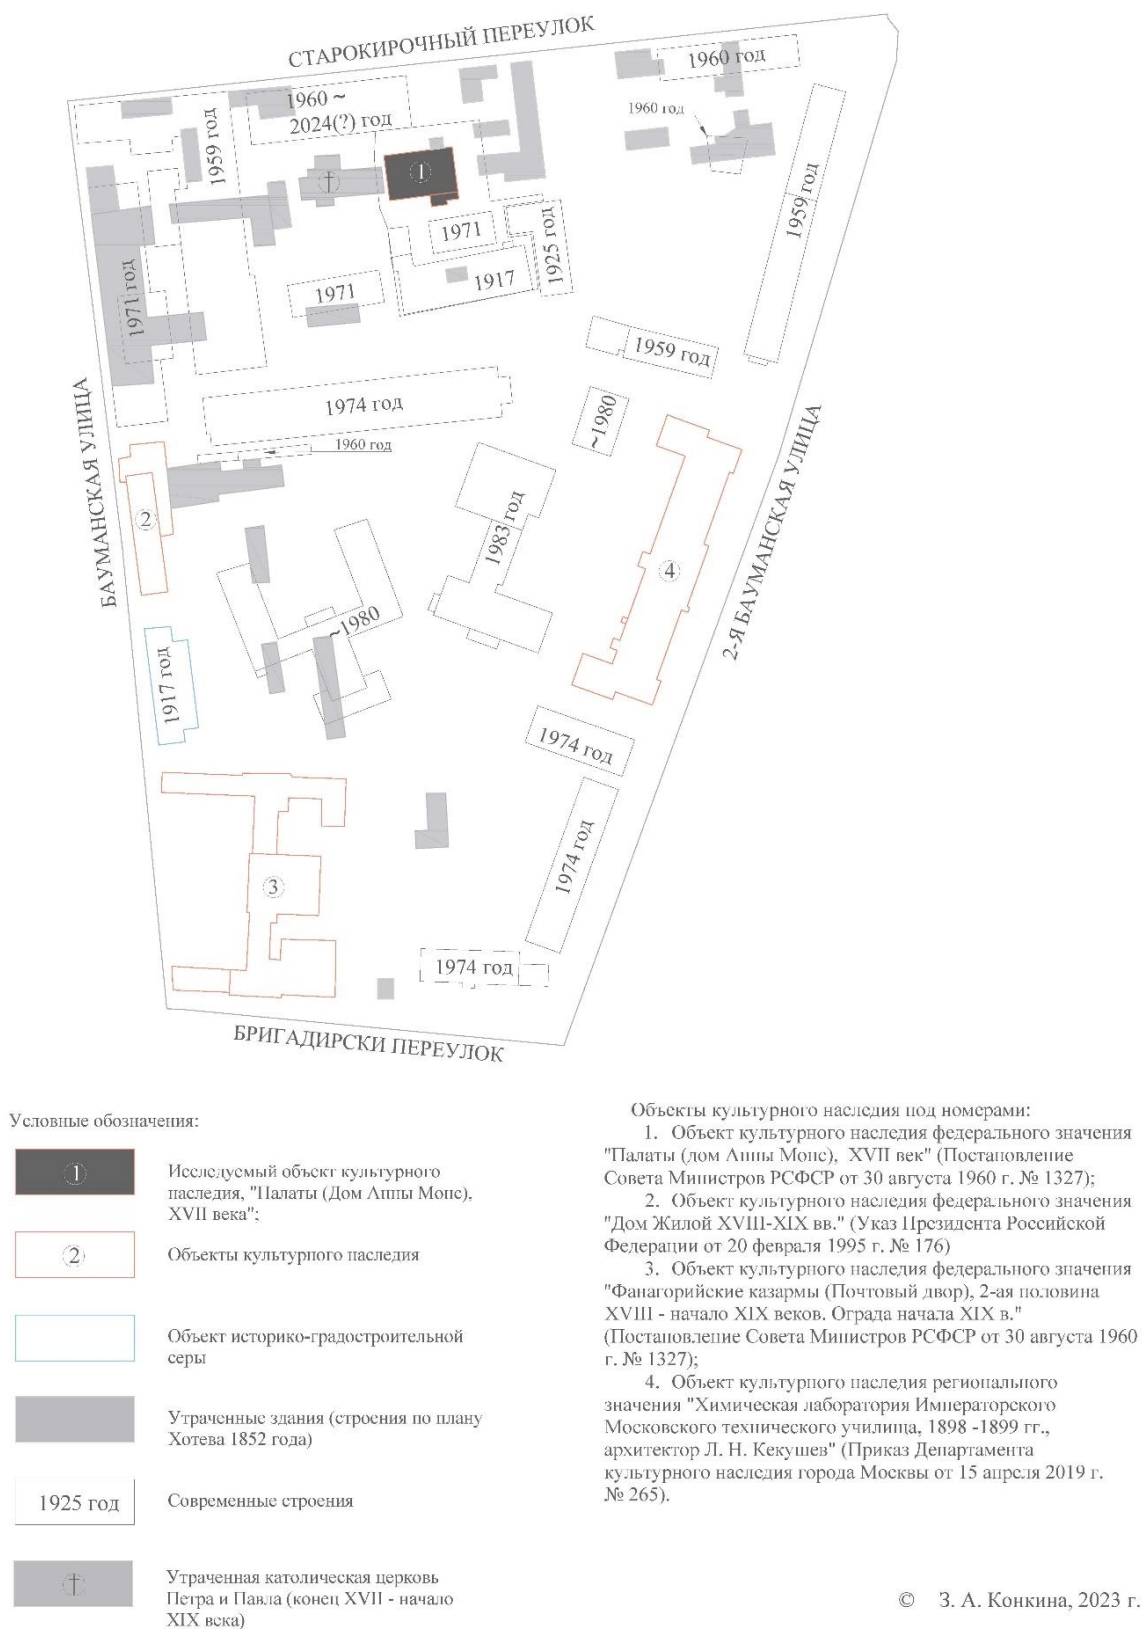 СТАРОКИРОЧНЫЙ ПЕРЕУЛОК
1960 год
1960 ~
2024(?) год
1960 год
1959 год
†
1
1959 год
1971
1925 год
1971 год
1971
1917
1959 год
1974 год
~1980
1960 год
БАУМАНСКАЯ УЛИЦА
2
1983 год
4
2-Я БАУМАНСКАЯ УЛИЦА
~1980
1917 год
1974 год
1974 год
3
1974 год
БРИГАДИРСКИ ПЕРЕУЛОК
Условные обозначения:
1
Исследуемый объект культурного
наследия, "Палаты (Дом Анны Монс),
XVII века";
2
Объекты культурного наследия
Объект историко-градостроительной
серы
Утраченные здания (строения по плану
Хотева 1852 года)
1925 год
Современные строения
†
Утраченная католическая церковь
Петра и Павла (конец XVII - начало
XIX века)
Объекты культурного наследия под номерами:
1. Объект культурного наследия федерального значения
"Палаты (дом Анны Монс), XVII век" (Постановление
Совета Министров РСФСР от 30 августа 1960 г. № 1327);
2. Объект культурного наследия федерального значения
"Дом Жилой XVIII-XIX вв." (Указ Президента Российской
Федерации от 20 февраля 1995 г. № 176)
3. Объект культурного наследия федерального значения
"Фанагорийские казармы (Почтовый двор), 2-ая половина
XVIII - начало XIX веков. Ограда начала XIX в."
(Постановление Совета Министров РСФСР от 30 августа 1960
г. № 1327);
4. Объект культурного наследия регионального
значения "Химическая лаборатория Императорского
Московского технического училища, 1898 -1899 гг.,
архитектор Л. Н. Кекушев" (Приказ Департамента
культурного наследия города Москвы от 15 апреля 2019 г.
№ 265).
© З. А. Конкина, 2023 г.